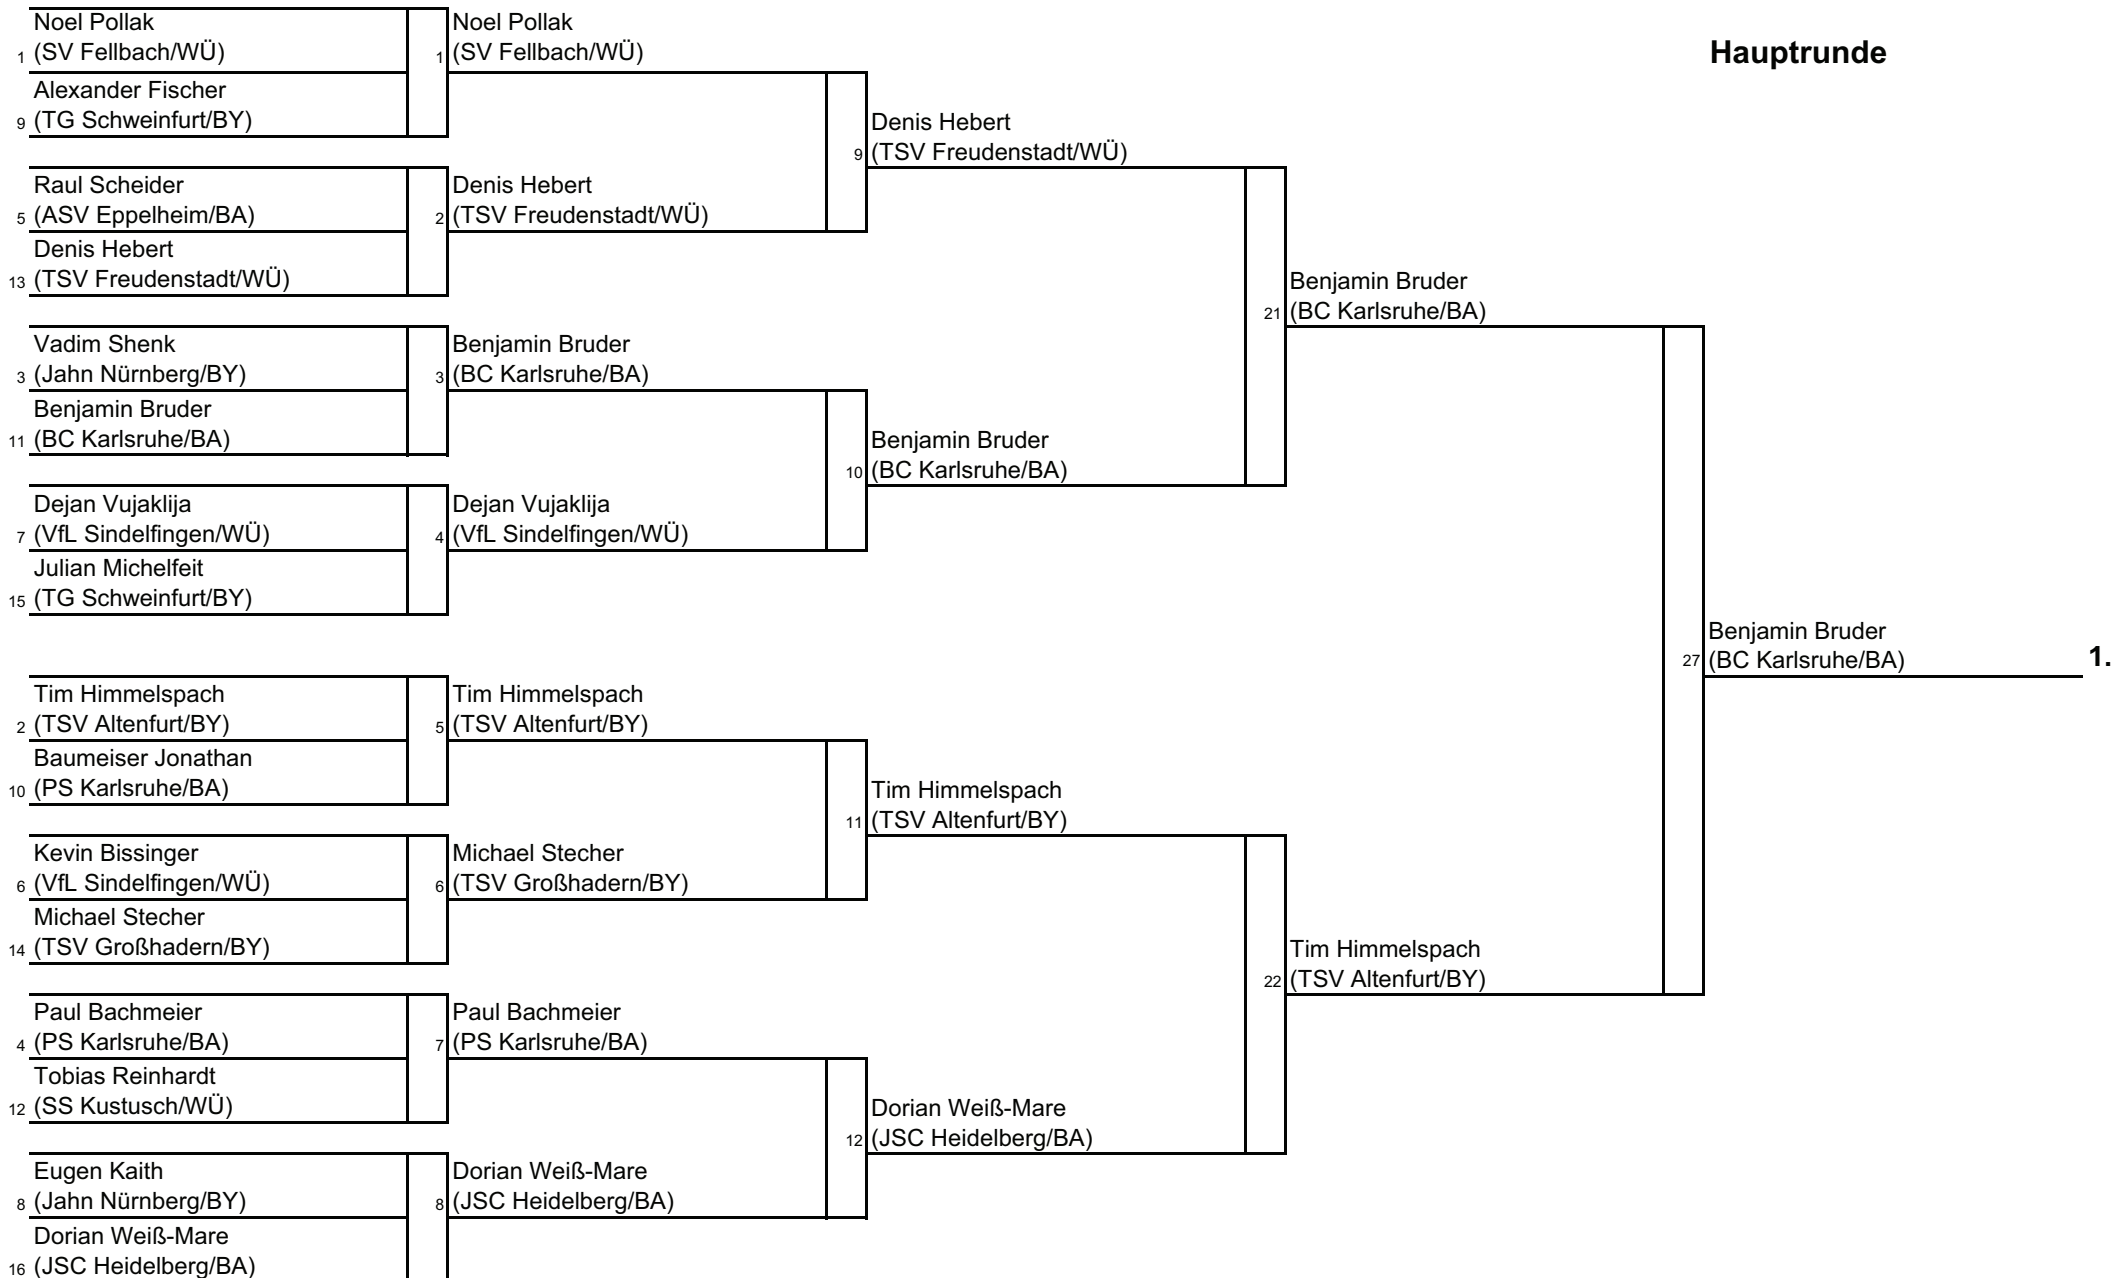 Hauptrunde
Noel Pollak
1 (SV Fellbach/WÜ)
Alexander Fischer
9 (TG Schweinfurt/BY)
Raul Scheider
5 (ASV Eppelheim/BA)
Denis Hebert
13 (TSV Freudenstadt/WÜ)
Vadim Shenk
3 (Jahn Nürnberg/BY)
Benjamin Bruder
11 (BC Karlsruhe/BA)
Dejan Vujaklija
7 (VfL Sindelfingen/WÜ)
Julian Michelfeit
15 (TG Schweinfurt/BY)
Tim Himmelspach
2 (TSV Altenfurt/BY)
Baumeiser Jonathan
10 (PS Karlsruhe/BA)
Kevin Bissinger
6 (VfL Sindelfingen/WÜ)
Michael Stecher
14 (TSV Großhadern/BY)
Paul Bachmeier
4 (PS Karlsruhe/BA)
Tobias Reinhardt
12 (SS Kustusch/WÜ)
Eugen Kaith
8 (Jahn Nürnberg/BY)
Dorian Weiß-Mare
16 (JSC Heidelberg/BA)
Noel Pollak
1 (SV Fellbach/WÜ)
Denis Hebert
2 (TSV Freudenstadt/WÜ)
Benjamin Bruder
3 (BC Karlsruhe/BA)
Dejan Vujaklija
4 (VfL Sindelfingen/WÜ)
Tim Himmelspach
5 (TSV Altenfurt/BY)
Michael Stecher
6 (TSV Großhadern/BY)
Paul Bachmeier
7 (PS Karlsruhe/BA)
Dorian Weiß-Mare
8 (JSC Heidelberg/BA)
Denis Hebert
9 (TSV Freudenstadt/WÜ)
Benjamin Bruder
10 (BC Karlsruhe/BA)
Tim Himmelspach
11 (TSV Altenfurt/BY)
Dorian Weiß-Mare
12 (JSC Heidelberg/BA)
Benjamin Bruder
21 (BC Karlsruhe/BA)
Tim Himmelspach
22 (TSV Altenfurt/BY)
Benjamin Bruder
27 (BC Karlsruhe/BA) 1.